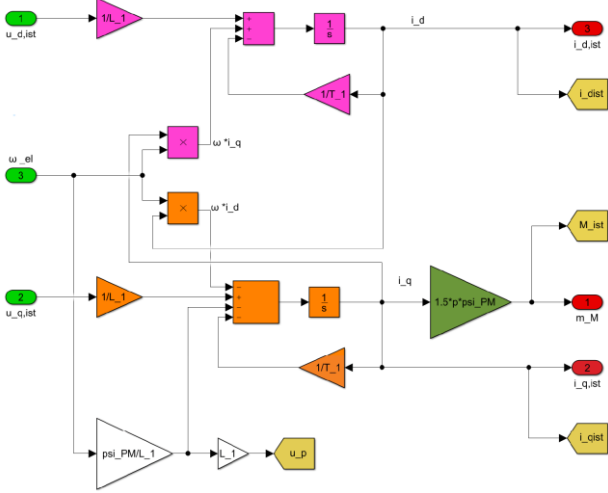 1
u_d,ist
1/L_1
+
+
−
1
s
i_d
3
i_d,ist
i_dist
1/T_1
×
ω *i_q
ω _el
3
×
ω *i_d
M_ist
2
u_q,ist
1/L_1
−
+
−
−
1
s
i_q
1.5*p*psi_PM
1
m_M
1/T_1
2
i_q,ist
i_qist
psi_PM/L_1
L_1
u_p